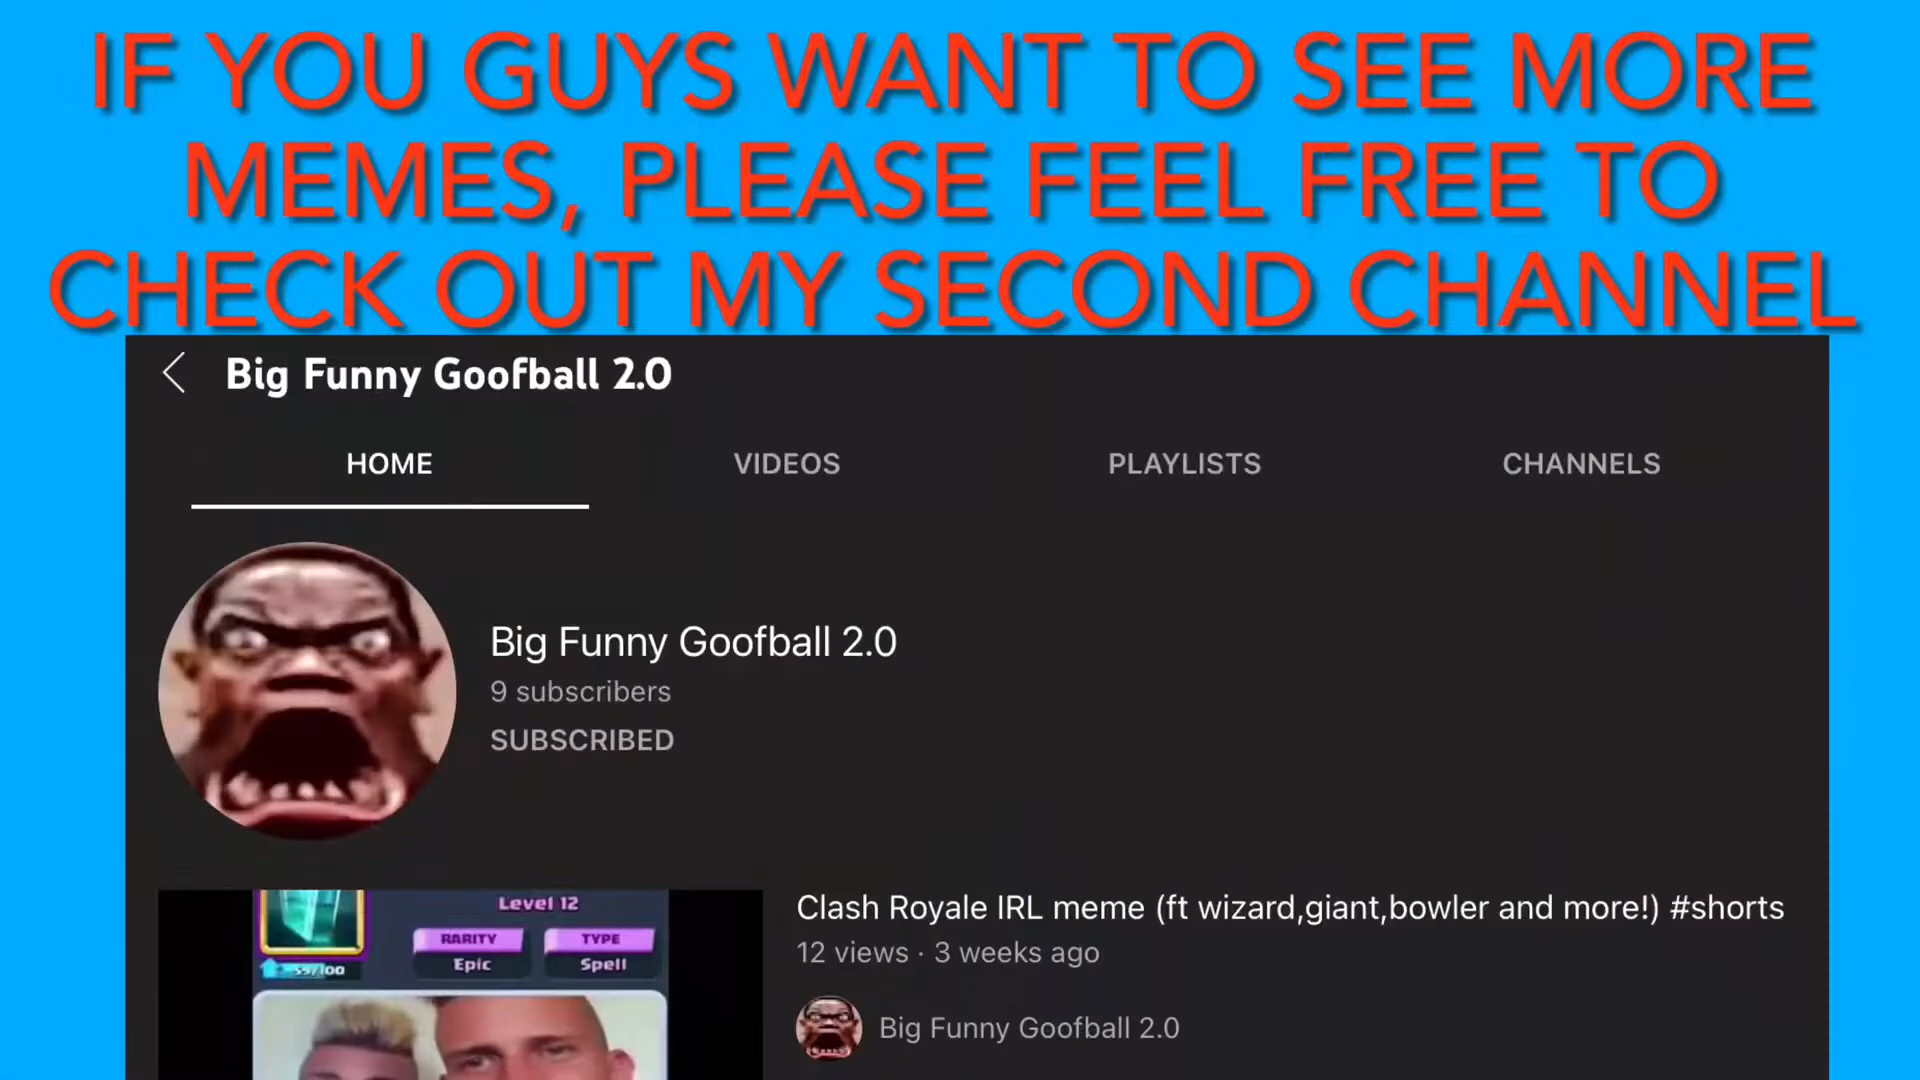 IF YOU GUYS WANT TO SEE MORE
MEMES, PLEASE FEEL FREE TO
CHECK OUT MY SECOND CHANNEL
Big Funny Goofball 2.0
HOME VIDEOS PLAYLISTS CHANNELS
Big Funny Goofball 2.0
9 subscribers
SUBSCRIBED
Level 12
RARITY TYPE
Epic Spell
Clash Royale IRL meme (ft wizard,giant,bowler and more!) #shorts
12 views · 3 weeks ago
Big Funny Goofball 2.0